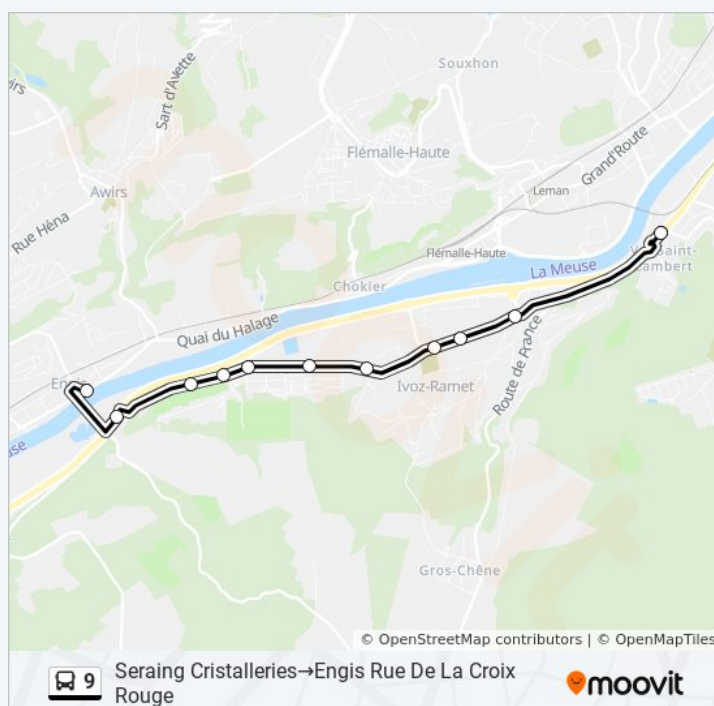 Souxhon
Sart d'Avette
Grand'Route
Flémalle-Haute
Awirs
Leman
Rue Héna
Flémalle-Haute
La Meuse
Chokier
Quai du Halage
Ivoz-Ramet
Route de France
Gros-Chêne
© OpenStreetMap contributors | © OpenMapTiles
9 Seraing Cristalleries→Engis Rue De La Croix
Rouge
moovit